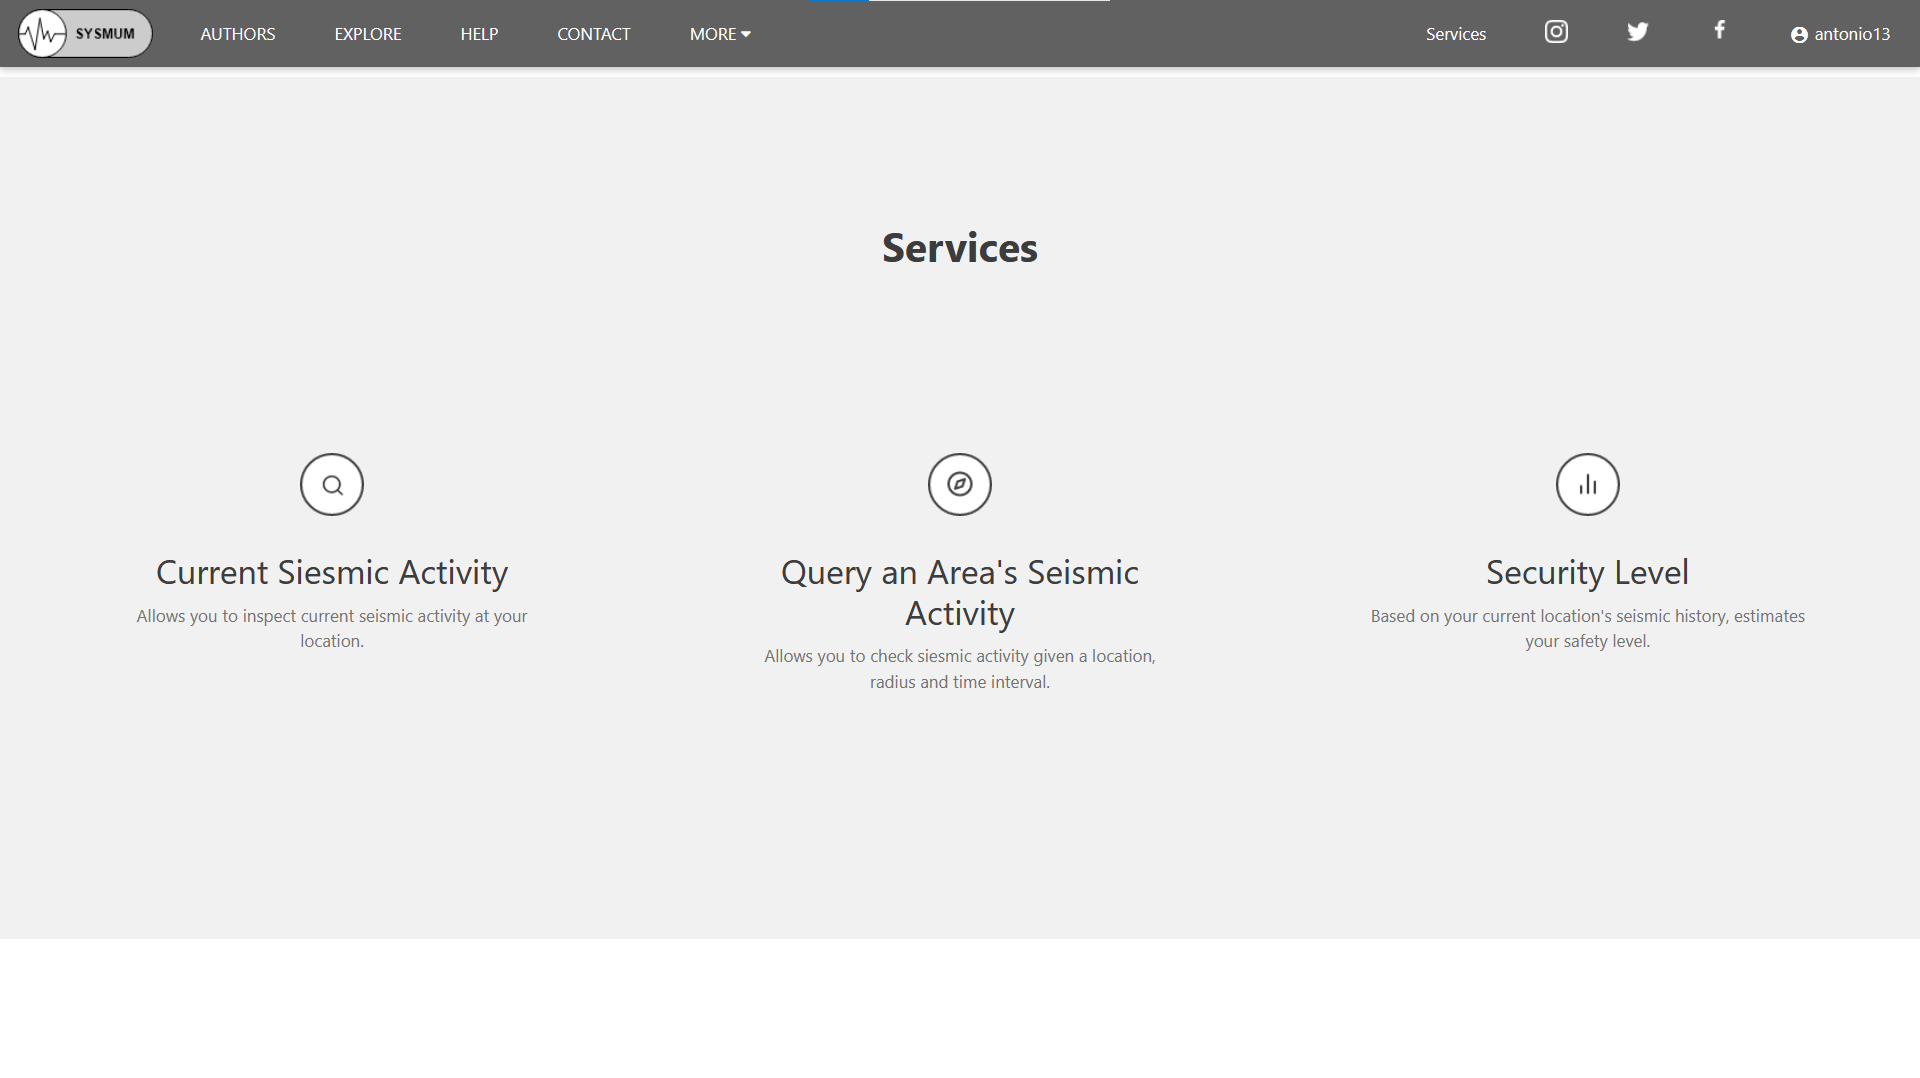 SYSMUM
AUTHORS
EXPLORE
HELP
CONTACT
MORE
Services
antonio13
Services
Current Siesmic Activity
Allows you to inspect current seismic activity at your
location.
Query an Area's Seismic
Activity
Allows you to check siesmic activity given a location,
radius and time interval.
Security Level
Based on your current location's seismic history, estimates
your safety level.